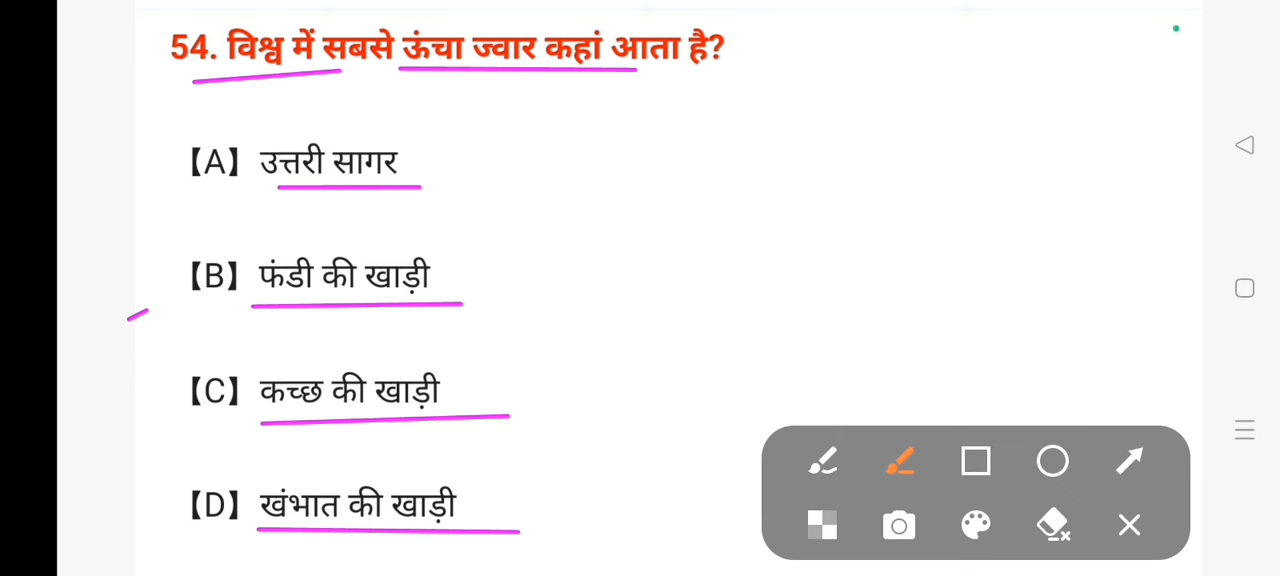 54. विश्व में सबसे ऊंचा ज्वार कहां आता है?
【A】उत्तरी सागर
【B】फंडी की खाड़ी
【C】कच्छ की खाड़ी
【D】खंभात की खाड़ी